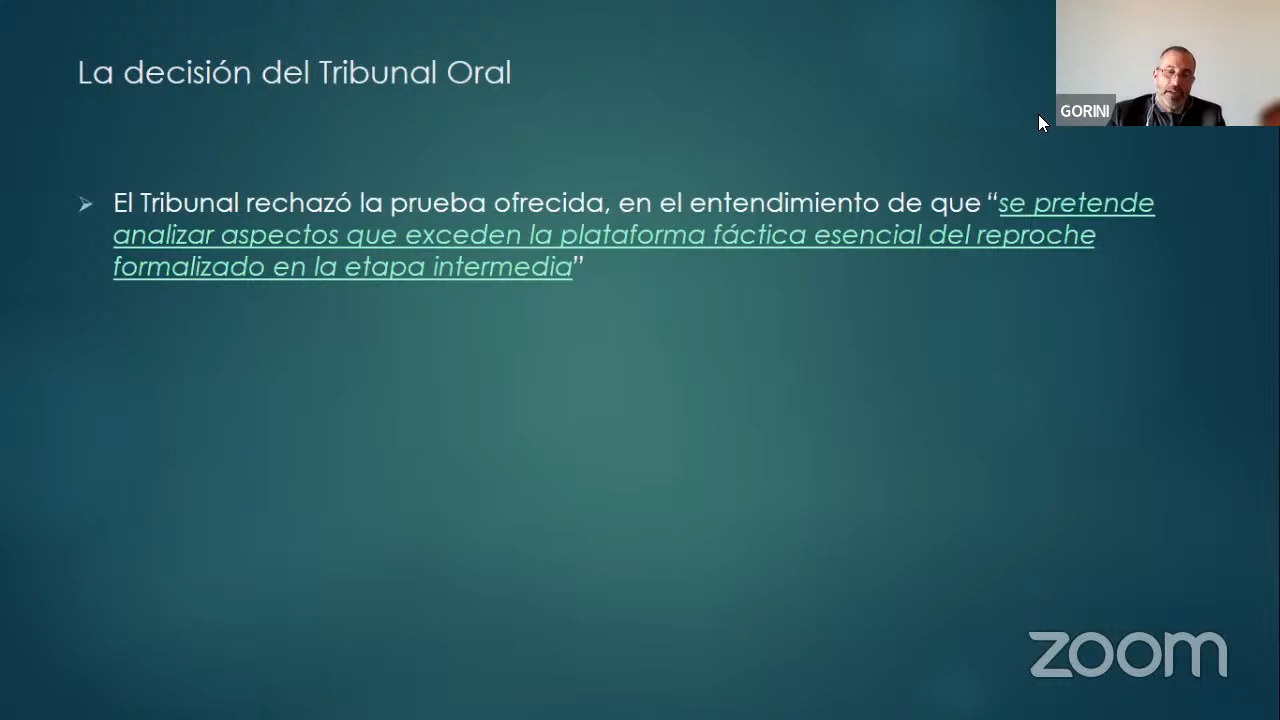 La decisión del Tribunal Oral
GORINI
El Tribunal rechazó la prueba ofrecida, en el entendimiento de que “se pretende
analizar aspectos que exceden la plataforma fáctica esencial del reproche
formalizado en la etapa intermedia”
zoom